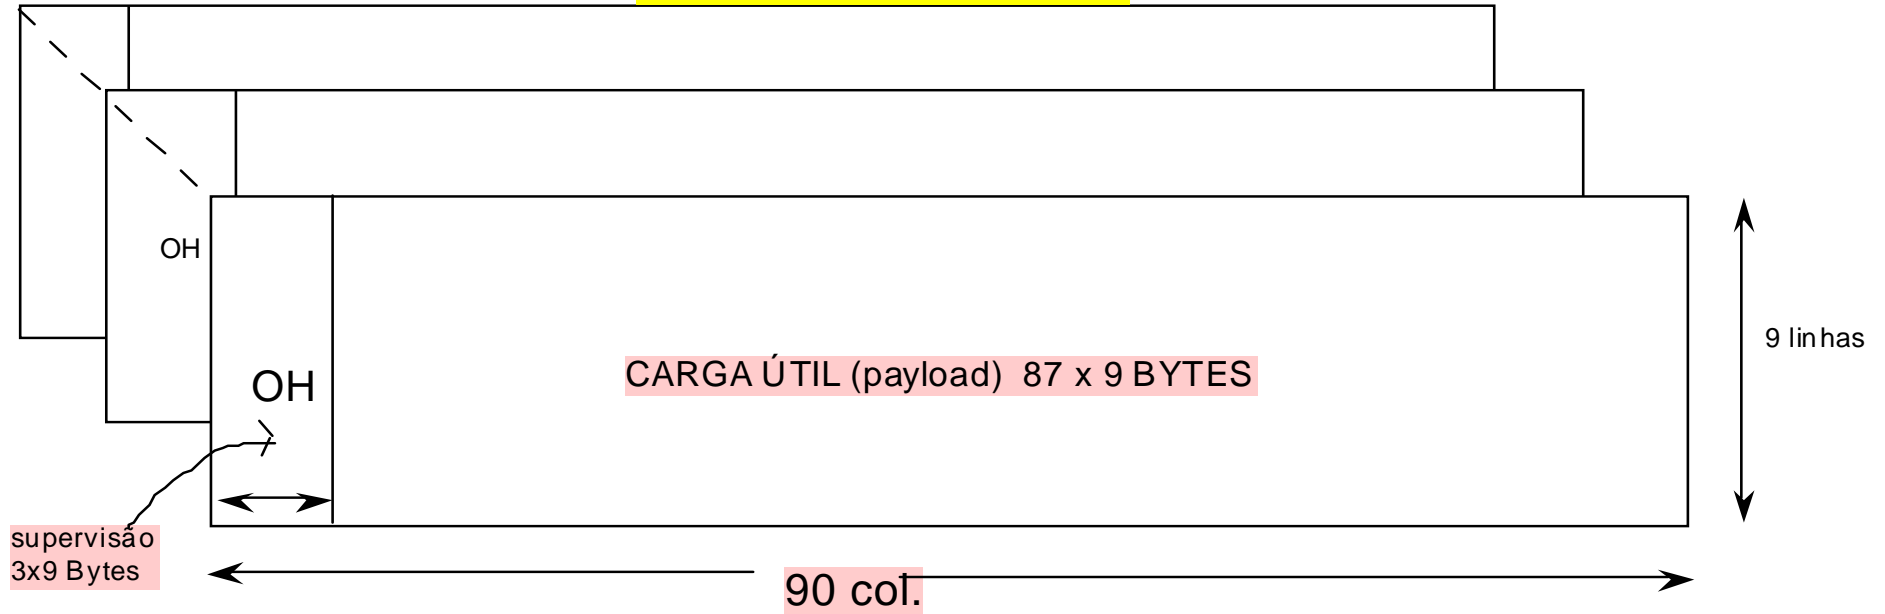 OH
9 linhas
CARGA ÚTIL (payload) 87 x 9 BYTES
OH
supervisão
3x9 Bytes
90 col.